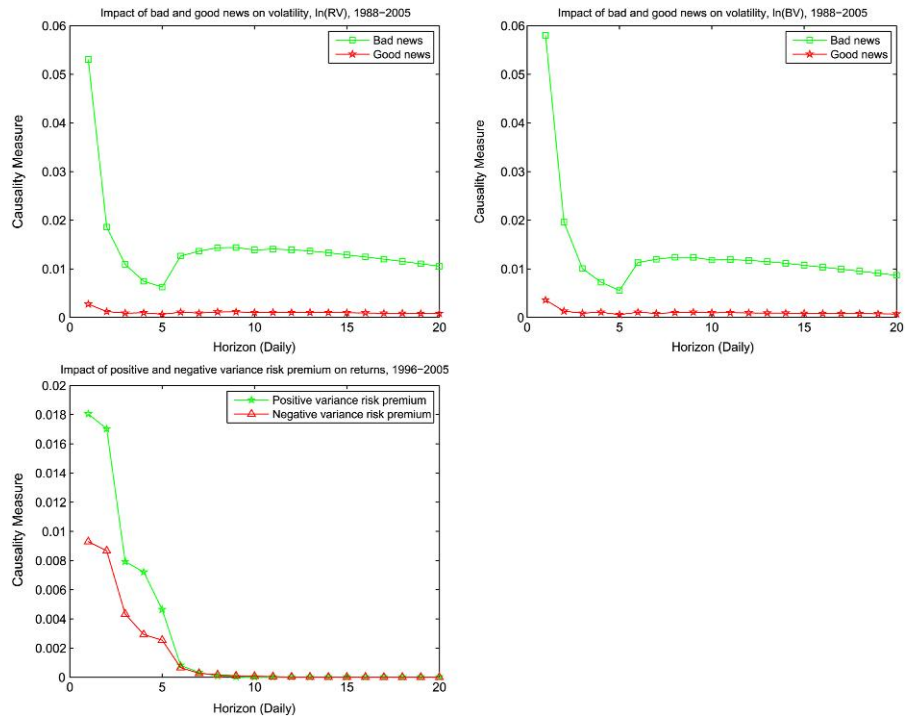 Impact of bad and good news on volatility, ln(RV), 1988−2005
0.06
0.05
0.04
0.03
0.02
0.01
0
Causality Measure
Bad news
Good news
0 5 10 15 20
Horizon (Daily)
Impact of bad and good news on volatility, ln(BV), 1988−2005
0.06
0.05
0.04
0.03
0.02
0.01
0
Causality Measure
Bad news
Good news
0 5 10 15 20
Horizon (Daily)
Impact of positive and negative variance risk premium on returns, 1996−2005
0.02
0.018
0.016
0.014
0.012
0.01
0.008
0.006
0.004
0.002
0
Causality Measure
Positive variance risk premium
Negative variance risk premium
0 5 10 15 20
Horizon (Daily)